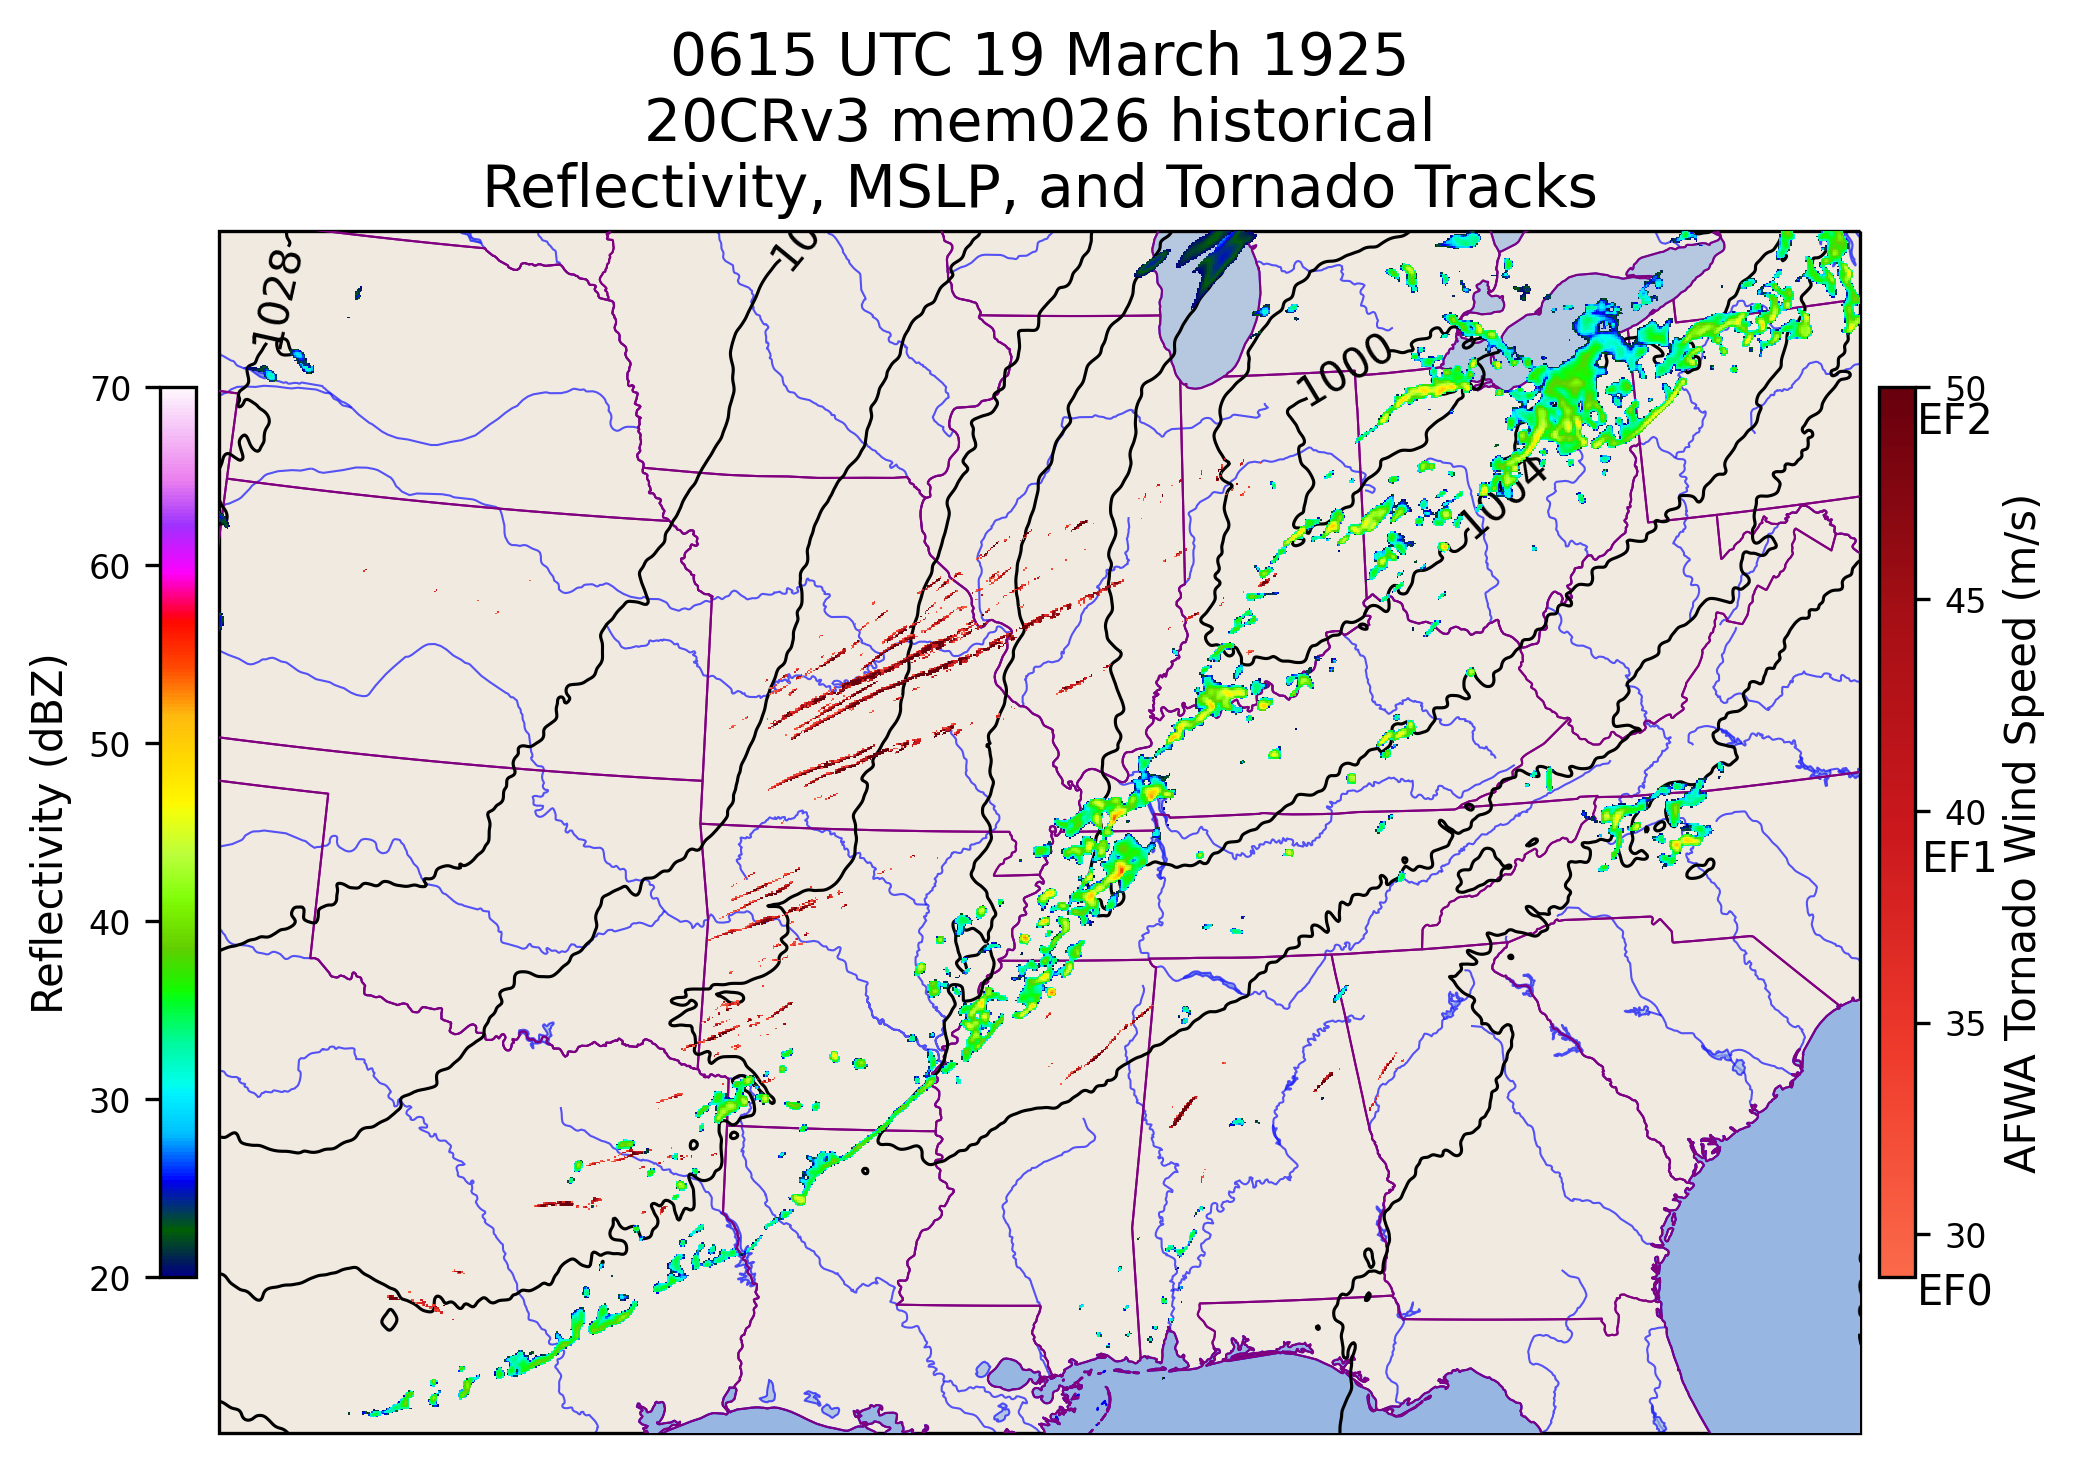 0615 UTC 19 March 1925
20CRv3 mem026 historical
Reflectivity, MSLP, and Tornado Tracks
1028
10
1000
1004
70
60
50
40
30
20
Reflectivity (dBZ)
50
EF2
45
40
EF1
35
30
EF0
AFWA Tornado Wind Speed (m/s)